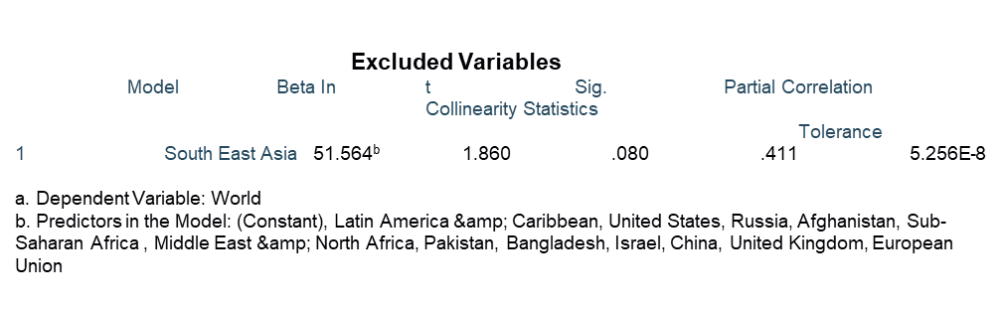 Excluded Variables
Model Beta In t Sig. Partial Correlation
Collinearity Statistics
Tolerance
1 South East Asia 51.564b 1.860 .080 .411 5.256E-8
a. Dependent Variable: World
b. Predictors in the Model: (Constant), Latin America &amp; Caribbean, United States, Russia, Afghanistan, Sub-
Saharan Africa , Middle East &amp; North Africa, Pakistan, Bangladesh, Israel, China, United Kingdom, European
Union